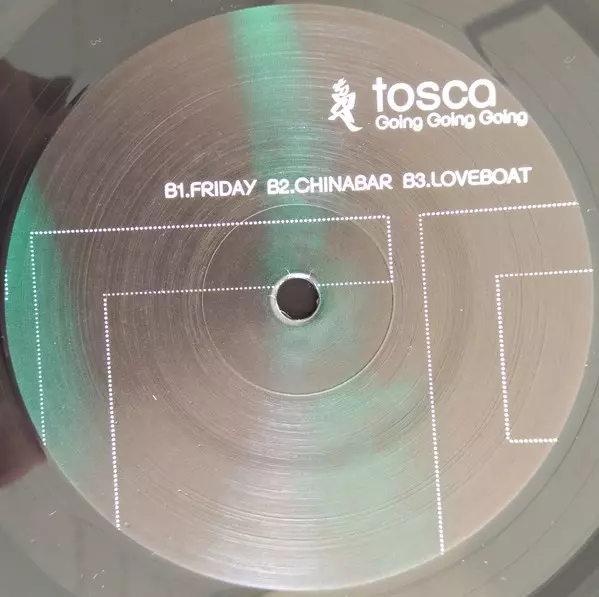 tosca
Going Going Going
B1.FRIDAY B2.CHINABAR B3.LOVEBOAT